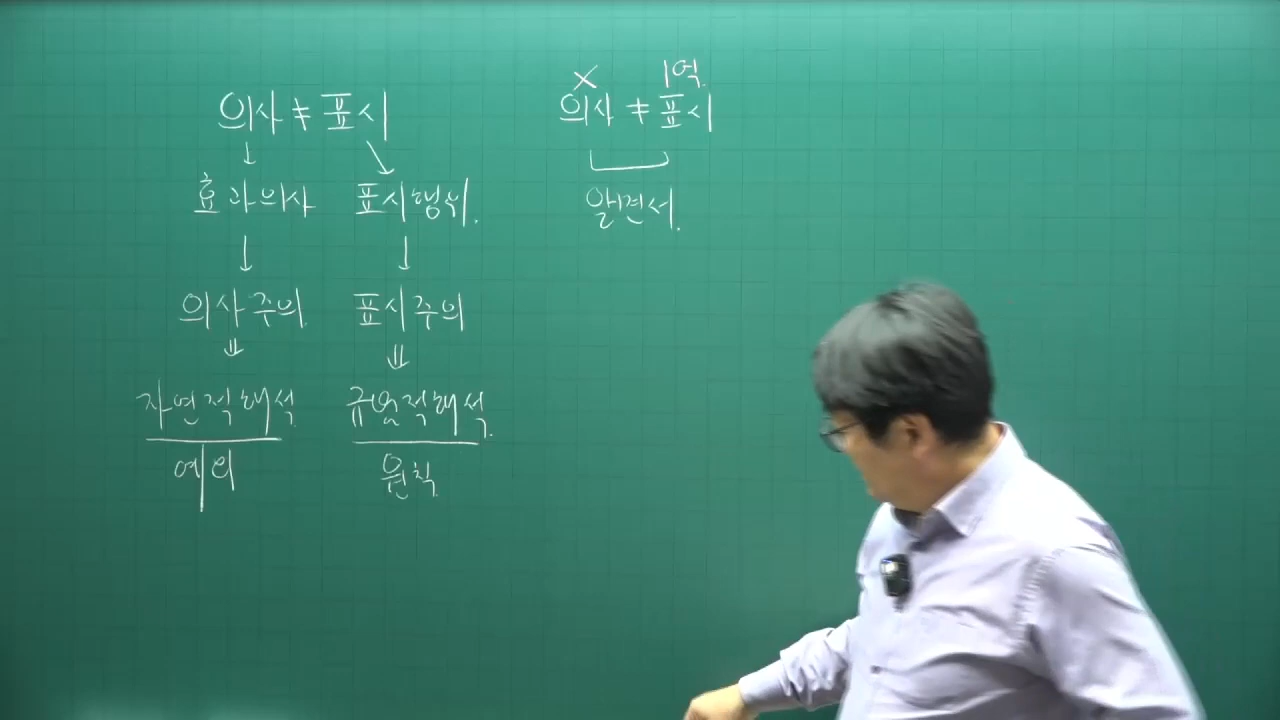 의사 ≠ 표시
↓ ↘
효과의사 표시행위.
↓ ↓
의사주의. 표시주의
⇓ ⇓
자연적해석. 규범적해석.
예외 원칙.
X 1억.
의사 ≠ 표시
알면서.